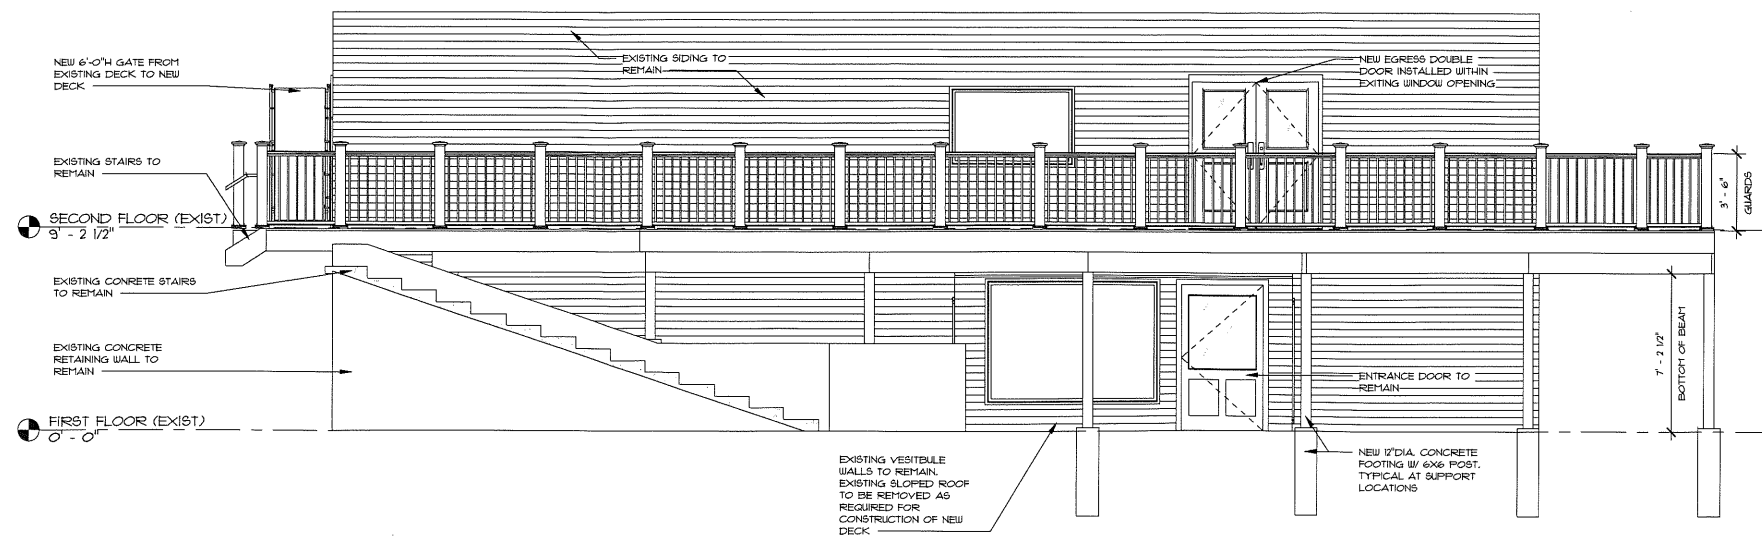 NEW 6'-0"H GATE FROM
EXISTING DECK TO NEW
DECK
EXISTING SIDING TO
REMAIN
NEW EGRESS DOUBLE
DOOR INSTALLED WITHIN
EXITING WINDOW OPENING
EXISTING STAIRS TO
REMAIN
SECOND FLOOR (EXIST)
9' - 2 1/2"
3' - 6"
GUARDS
EXISTING CONRETE STAIRS
TO REMAIN
EXISTING CONCRETE
RETAINING WALL TO
REMAIN
7' - 2 1/2"
BOTTOM OF BEAM
ENTRANCE DOOR TO
REMAIN
FIRST FLOOR (EXIST)
0' - 0"
EXISTING VESITBULE
WALLS TO REMAIN.
EXISTING SLOPED ROOF
TO BE REMOVED AS
REQUIRED FOR
CONSTRUCTION OF NEW
DECK
NEW 12"DIA. CONCRETE
FOOTING W/ 6X6 POST.
TYPICAL AT SUPPORT
LOCATIONS